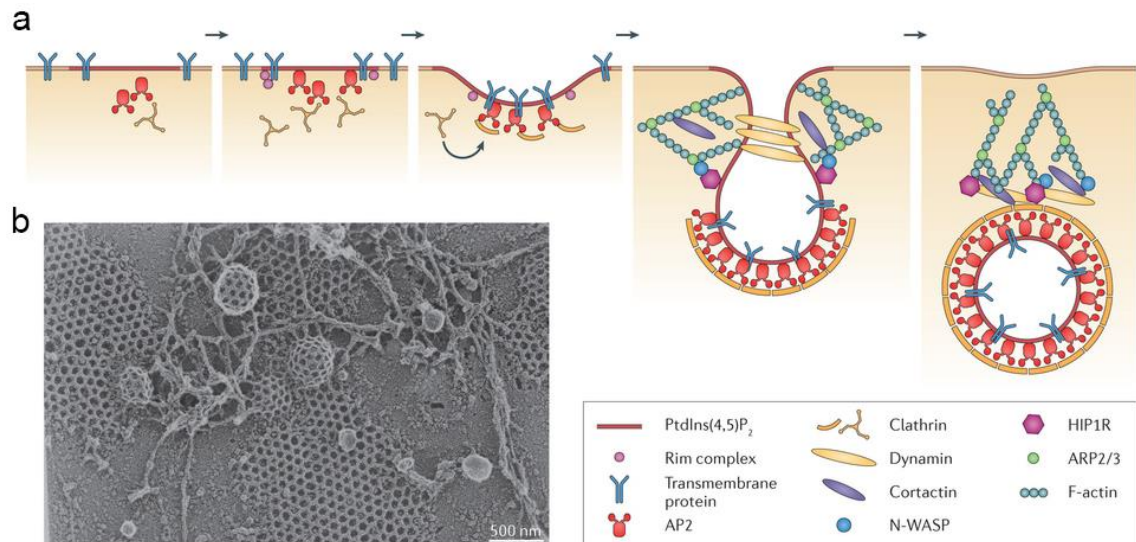 a
b
500 nm
PtdIns(4,5)P₂
Rim complex
Transmembrane
protein
AP2
Clathrin
Dynamin
Cortactin
N-WASP
HIP1R
ARP2/3
F-actin